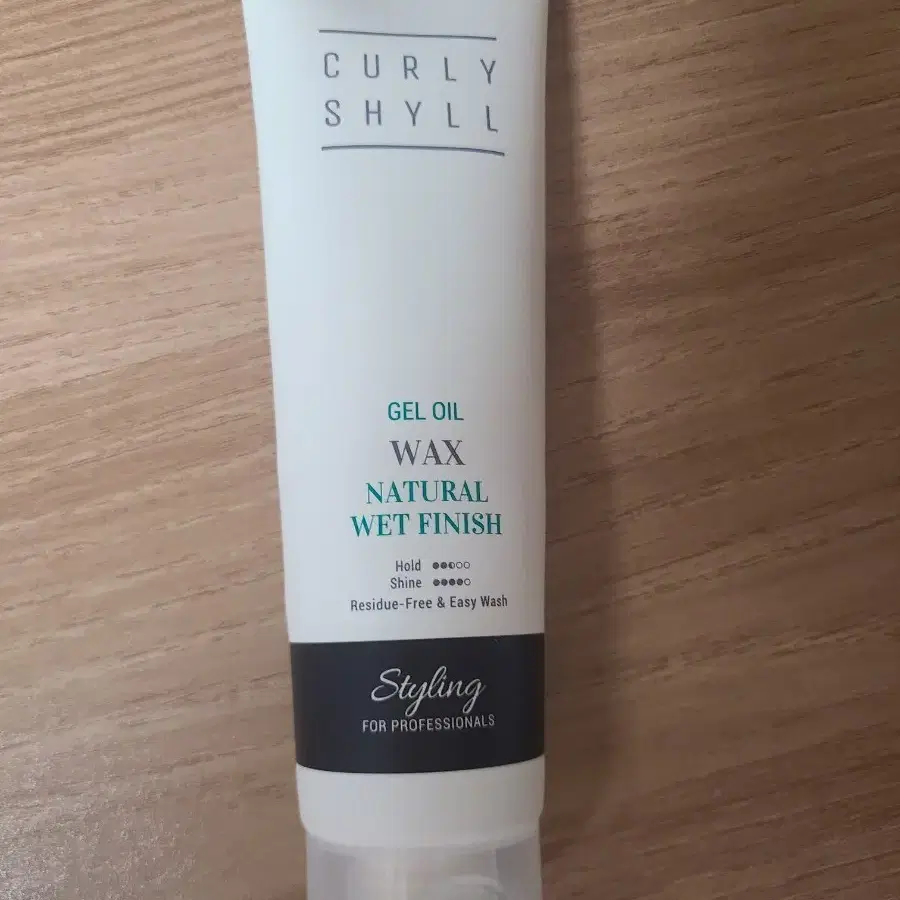 CURLY
SHYLL
GEL OIL
WAX
NATURAL
WET FINISH
Hold
Shine
Residue-Free & Easy Wash
Styling
FOR PROFESSIONALS